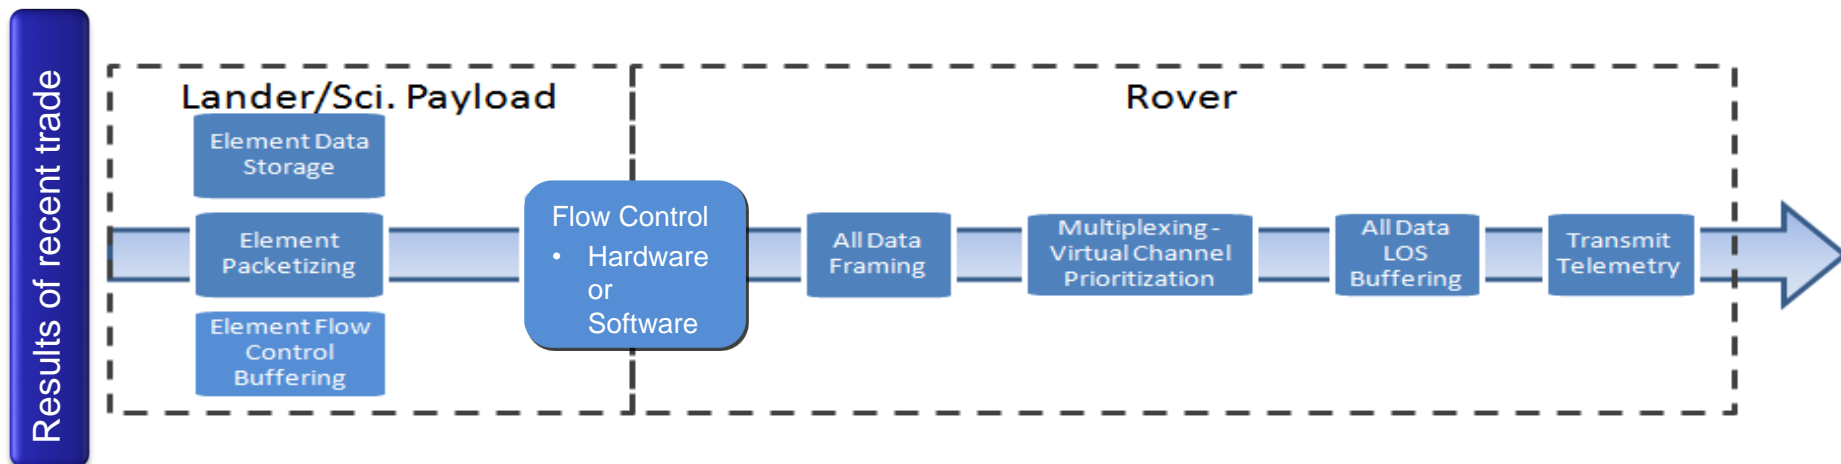 Results of recent trade
Lander/Sci. Payload
Element Data
Storage
Element
Packetizing
Element Flow
Control
Buffering
Flow Control
• Hardware
or
Software
Rover
All Data
Framing
Multiplexing -
Virtual Channel
Prioritization
All Data
LOS
Buffering
Transmit
Telemetry